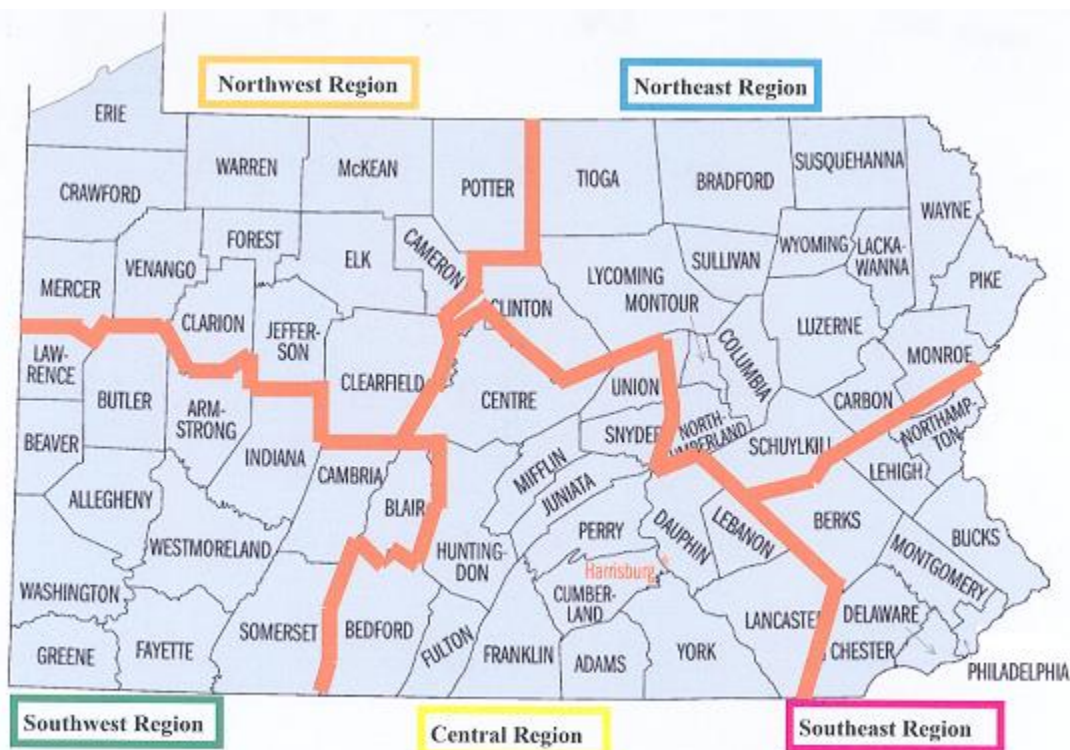 Northwest Region
Northeast Region
ERIE
WARREN
McKEAN
POTTER
TIOGA
BRADFORD
SUSQUEHANNA
CRAWFORD
WAYNE
FOREST
CAMERON
ELK
VENANGO
MERCER
CLARION
JEFFER-
SON
CLINTON
LYCOMING
SULLIVAN
WYOMING
LACKA-
WANNA
PIKE
MONTOUR
LUZERNE
COLUMBIA
MONROE
LAW-
RENCE
BUTLER
ARM-
STRONG
CLEARFIELD
CENTRE
UNION
CARBON
NORTHAMP-
TON
BEAVER
INDIANA
SNYDER
NORTH-
UMBERLAND
SCHUYLKILL
LEHIGH
ALLEGHENY
CAMBRIA
BLAIR
MIFFLIN
JUNIATA
PERRY
DAUPHIN
LEBANON
BERKS
BUCKS
WESTMORELAND
HUNTING-
DON
Harrisburg
MONTGOMERY
WASHINGTON
CUMBER-
LAND
LANCASTER
DELAWARE
GREENE
FAYETTE
SOMERSET
BEDFORD
FULTON
FRANKLIN
ADAMS
YORK
CHESTER
PHILADELPHIA
Southwest Region
Central Region
Southeast Region